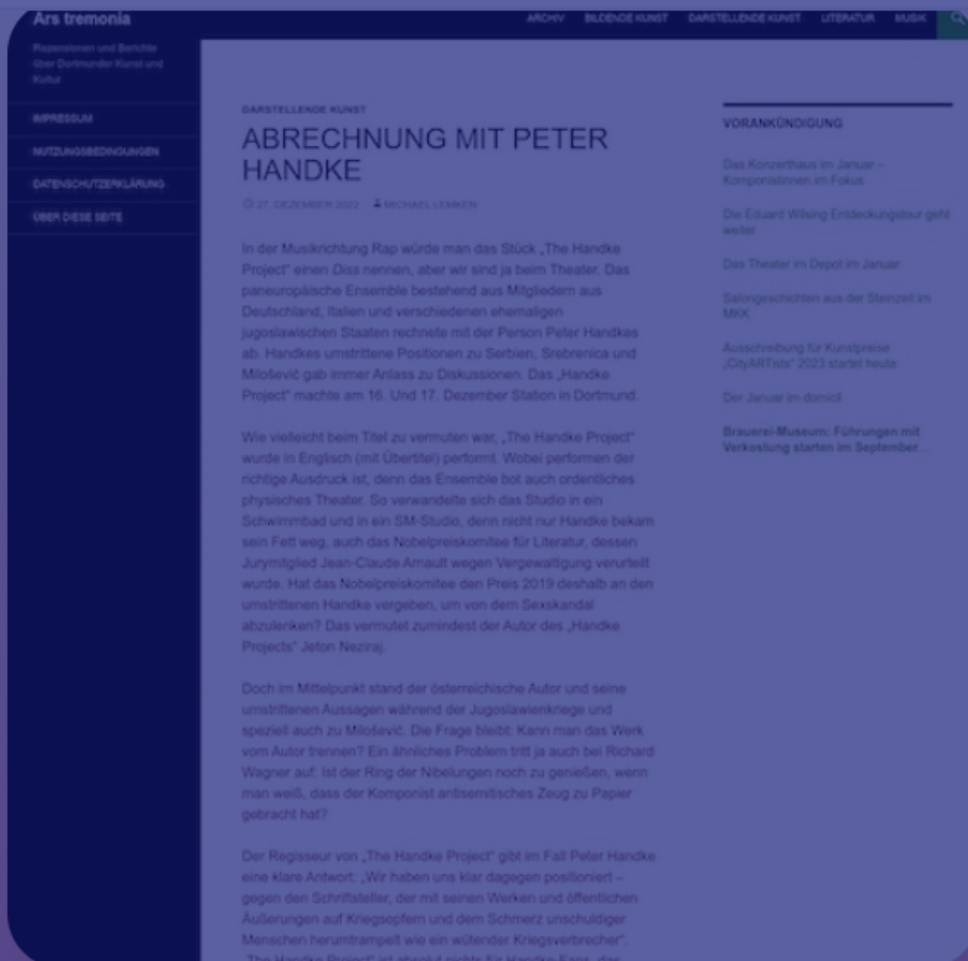 Ars tremonia
ARCHIV BILDENDE KUNST DARSTELLENDE KUNST LITERATUR MUSIK
Rezensionen und Berichte
über Dortmunder Kunst und
Kultur
IMPRESSUM
NUTZUNGSBEDINGUNGEN
DATENSCHUTZERKLÄRUNG
ÜBER DIESE SEITE
DARSTELLENDE KUNST
ABRECHNUNG MIT PETER
HANDKE
27. DEZEMBER 2022 MICHAEL LEMKEN
In der Musikrichtung Rap würde man das Stück „The Handke
Project“ einen Diss nennen, aber wir sind ja beim Theater. Das
paneuropäische Ensemble bestehend aus Mitgliedern aus
Deutschland, Italien und verschiedenen ehemaligen
jugoslawischen Staaten rechnete mit der Person Peter Handkes
ab. Handkes umstrittene Positionen zu Serbien, Srebrenica und
Milošević gab immer Anlass zu Diskussionen. Das „Handke
Project“ machte am 16. Und 17. Dezember Station in Dortmund.
Wie vielleicht beim Titel zu vermuten war, „The Handke Project“
wurde in Englisch (mit Übertitel) performt. Wobei performen der
richtige Ausdruck ist, denn das Ensemble bot auch ordentliches
physisches Theater. So verwandelte sich das Studio in ein
Schwimmbad und in ein SM-Studio, denn nicht nur Handke bekam
sein Fett weg, auch das Nobelpreiskomitee für Literatur, dessen
Jurymitglied Jean-Claude Arnault wegen Vergewaltigung verurteilt
wurde. Hat das Nobelpreiskomitee den Preis 2019 deshalb an den
umstrittenen Handke vergeben, um von dem Sexskandal
abzulenken? Das vermutet zumindest der Autor des „Handke
Projects“ Jeton Neziraj.
Doch im Mittelpunkt stand der österreichische Autor und seine
umstrittenen Aussagen während der Jugoslawienkriege und
speziell auch zu Milošević. Die Frage bleibt: Kann man das Werk
vom Autor trennen? Ein ähnliches Problem tritt ja auch bei Richard
Wagner auf: Ist der Ring der Nibelungen noch zu genießen, wenn
man weiß, dass der Komponist antisemitisches Zeug zu Papier
gebracht hat?
Der Regisseur von „The Handke Project“ gibt im Fall Peter Handke
eine klare Antwort: „Wir haben uns klar dagegen positioniert –
gegen den Schriftsteller, der mit seinen Werken und öffentlichen
Äußerungen auf Kriegsopfern und dem Schmerz unschuldiger
Menschen herumtrampelt wie ein wütender Kriegsverbrecher“.
„The Handke Project“ ist absolut nichts für Handke-Fans, das
VORANKÜNDIGUNG
Das Konzerthaus im Januar –
Komponistinnen im Fokus
Die Eduard Wilsing Entdeckungstour geht
weiter
Das Theater im Depot im Januar
Salongeschichten aus der Steinzeit im
MKK
Ausschreibung für Kunstpreise
„CityARTists“ 2023 startet heute
Der Januar im domicil
Brauerei-Museum: Führungen mit
Verkostung starten im September...